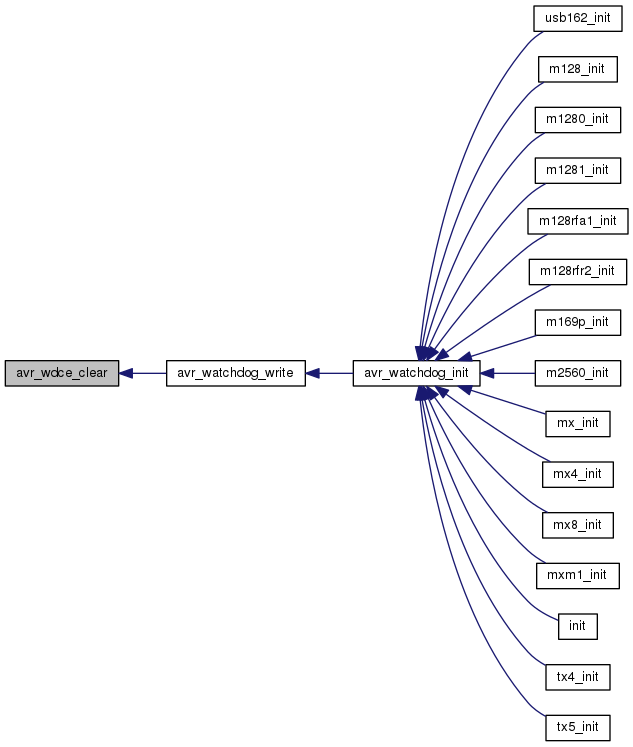 usb162_init
m128_init
m1280_init
m1281_init
m128rfa1_init
m128rfr2_init
m169p_init
avr_wdce_clear
avr_watchdog_write
avr_watchdog_init
m2560_init
mx_init
mx4_init
mx8_init
mxm1_init
init
tx4_init
tx5_init